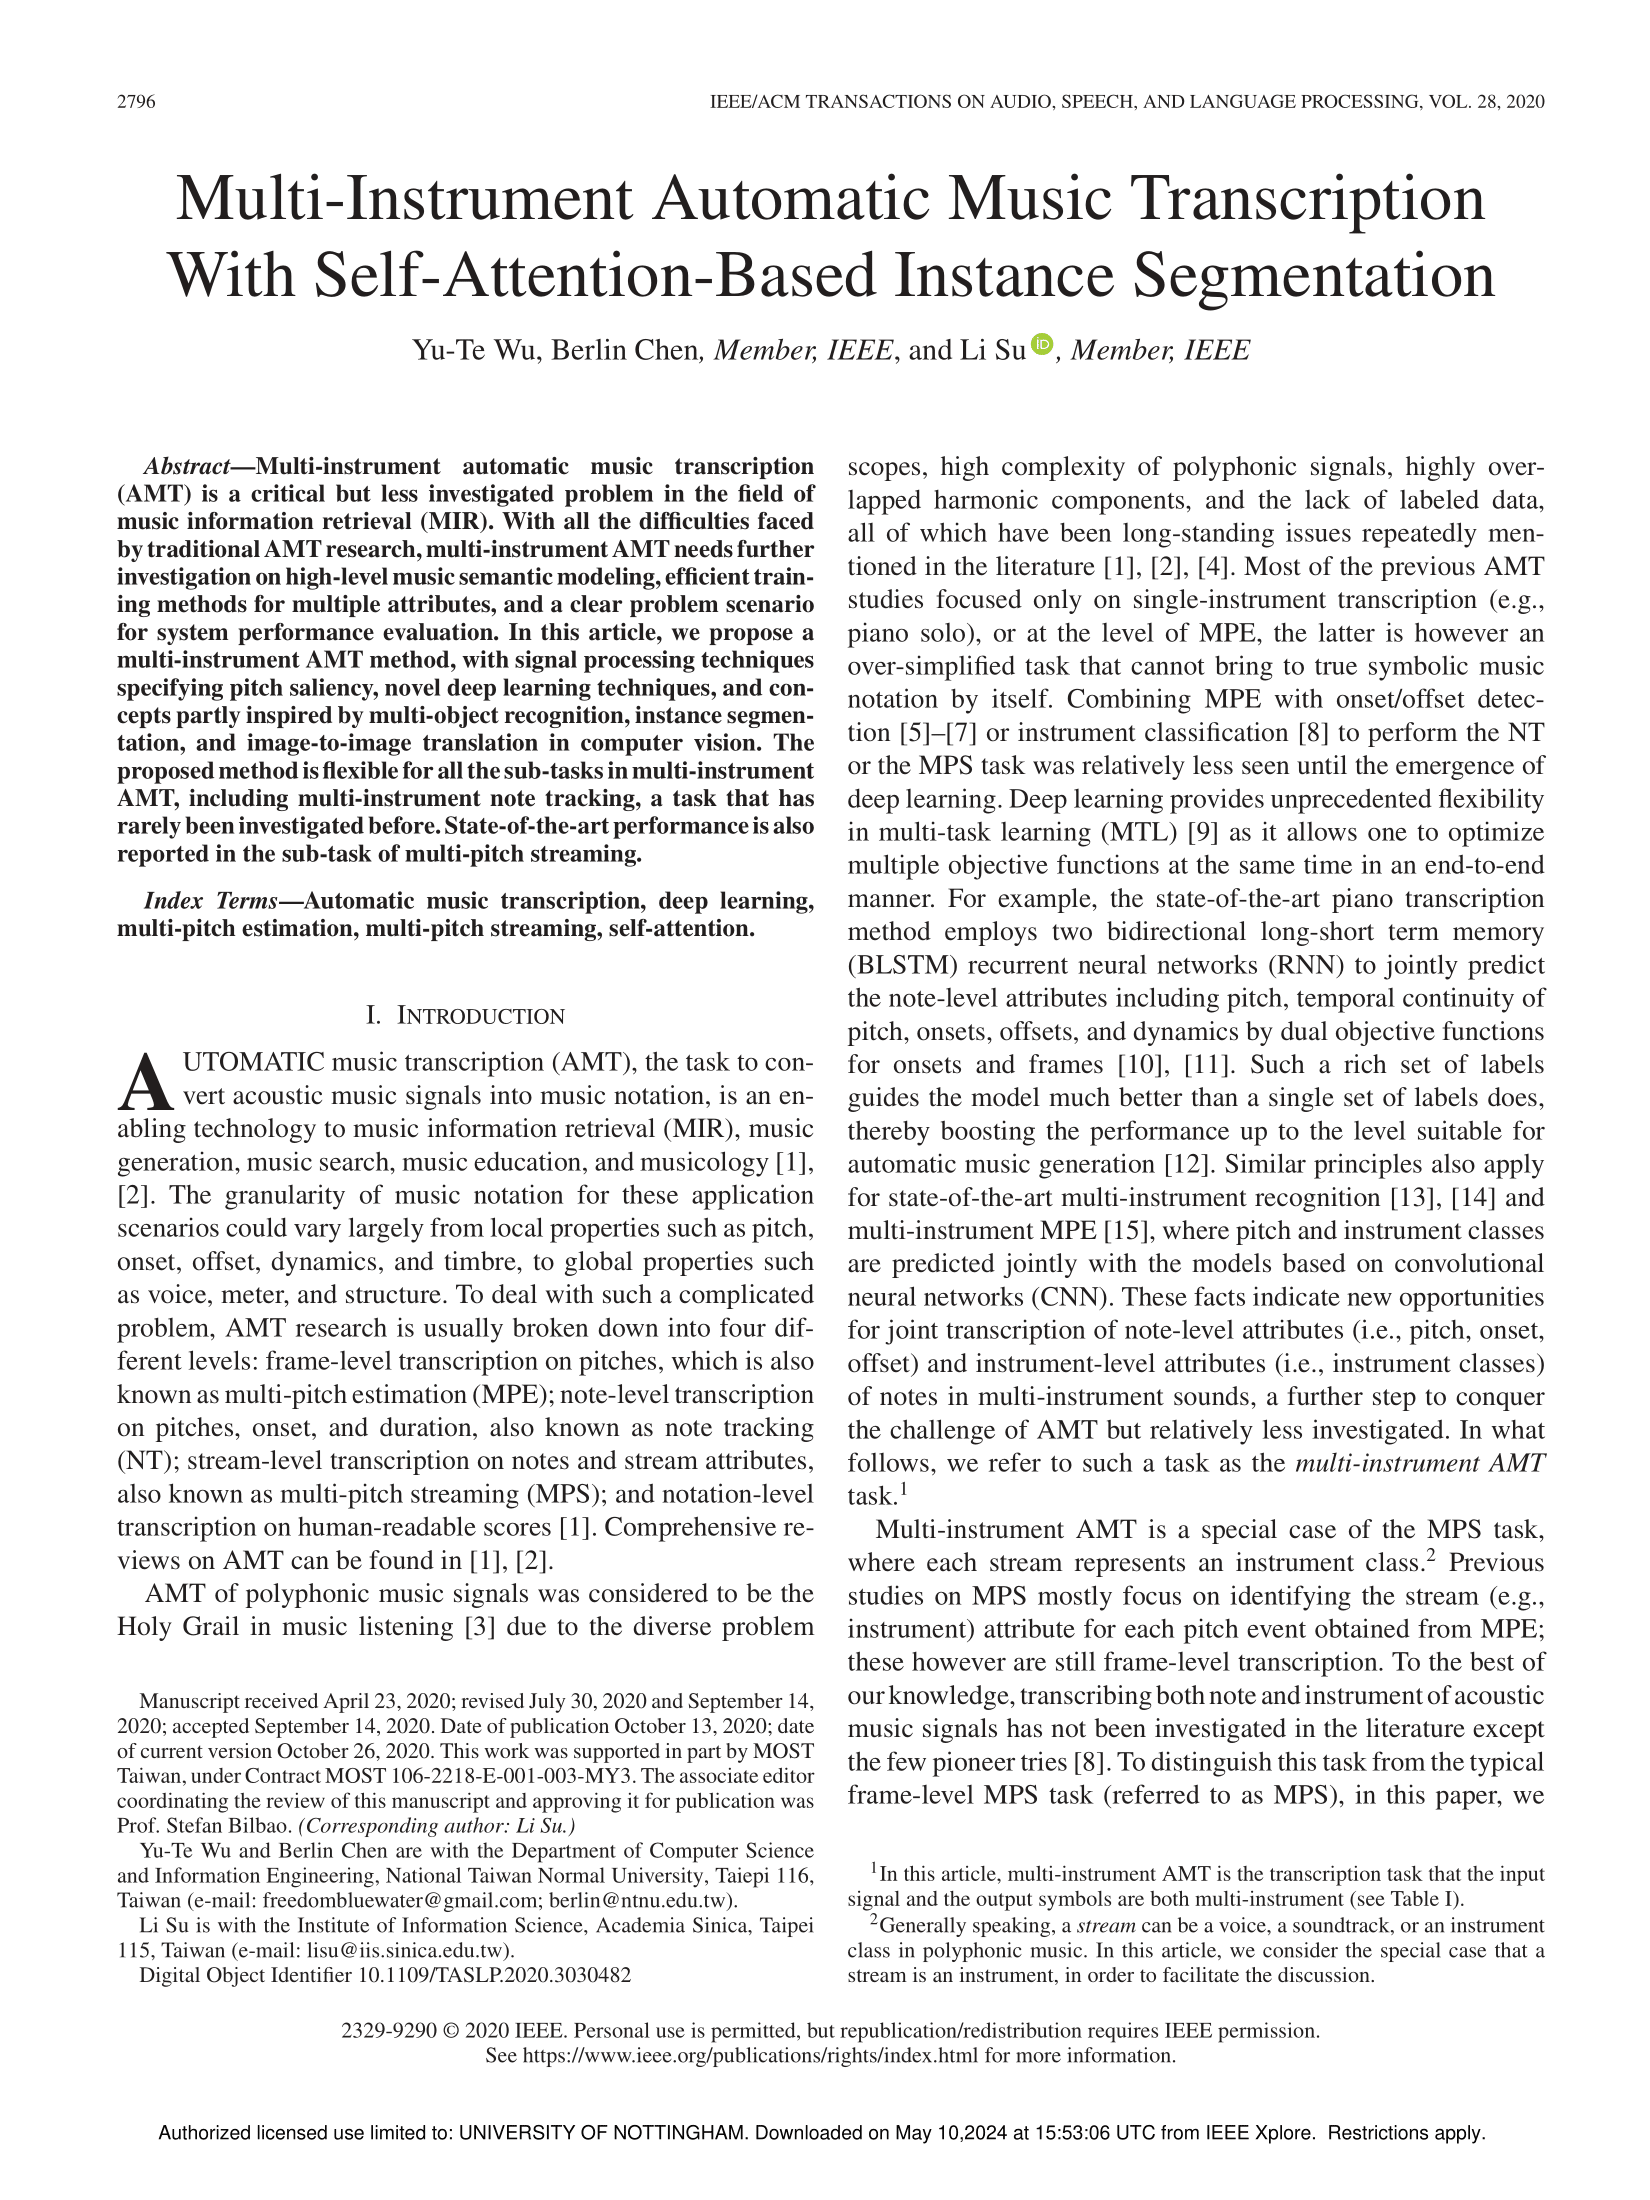 2796
IEEE/ACM TRANSACTIONS ON AUDIO, SPEECH, AND LANGUAGE PROCESSING, VOL. 28, 2020
Multi-Instrument Automatic Music Transcription
With Self-Attention-Based Instance Segmentation
Yu-Te Wu, Berlin Chen, Member, IEEE, and Li Su iD, Member, IEEE
Abstract—Multi-instrument automatic music transcription
(AMT) is a critical but less investigated problem in the field of
music information retrieval (MIR). With all the difficulties faced
by traditional AMT research, multi-instrument AMT needs further
investigation on high-level music semantic modeling, efficient train-
ing methods for multiple attributes, and a clear problem scenario
for system performance evaluation. In this article, we propose a
multi-instrument AMT method, with signal processing techniques
specifying pitch saliency, novel deep learning techniques, and con-
cepts partly inspired by multi-object recognition, instance segmen-
tation, and image-to-image translation in computer vision. The
proposed method is flexible for all the sub-tasks in multi-instrument
AMT, including multi-instrument note tracking, a task that has
rarely been investigated before. State-of-the-art performance is also
reported in the sub-task of multi-pitch streaming.
Index Terms—Automatic music transcription, deep learning,
multi-pitch estimation, multi-pitch streaming, self-attention.
I. INTRODUCTION
AUTOMATIC music transcription (AMT), the task to con-
vert acoustic music signals into music notation, is an en-
abling technology to music information retrieval (MIR), music
generation, music search, music education, and musicology [1],
[2]. The granularity of music notation for these application
scenarios could vary largely from local properties such as pitch,
onset, offset, dynamics, and timbre, to global properties such
as voice, meter, and structure. To deal with such a complicated
problem, AMT research is usually broken down into four dif-
ferent levels: frame-level transcription on pitches, which is also
known as multi-pitch estimation (MPE); note-level transcription
on pitches, onset, and duration, also known as note tracking
(NT); stream-level transcription on notes and stream attributes,
also known as multi-pitch streaming (MPS); and notation-level
transcription on human-readable scores [1]. Comprehensive re-
views on AMT can be found in [1], [2].
AMT of polyphonic music signals was considered to be the
Holy Grail in music listening [3] due to the diverse problem
Manuscript received April 23, 2020; revised July 30, 2020 and September 14,
2020; accepted September 14, 2020. Date of publication October 13, 2020; date
of current version October 26, 2020. This work was supported in part by MOST
Taiwan, under Contract MOST 106-2218-E-001-003-MY3. The associate editor
coordinating the review of this manuscript and approving it for publication was
Prof. Stefan Bilbao. (Corresponding author: Li Su.)
Yu-Te Wu and Berlin Chen are with the Department of Computer Science
and Information Engineering, National Taiwan Normal University, Taiepi 116,
Taiwan (e-mail: freedombluewater@gmail.com; berlin@ntnu.edu.tw).
Li Su is with the Institute of Information Science, Academia Sinica, Taipei
115, Taiwan (e-mail: lisu@iis.sinica.edu.tw).
Digital Object Identifier 10.1109/TASLP.2020.3030482
scopes, high complexity of polyphonic signals, highly over-
lapped harmonic components, and the lack of labeled data,
all of which have been long-standing issues repeatedly men-
tioned in the literature [1], [2], [4]. Most of the previous AMT
studies focused only on single-instrument transcription (e.g.,
piano solo), or at the level of MPE, the latter is however an
over-simplified task that cannot bring to true symbolic music
notation by itself. Combining MPE with onset/offset detec-
tion [5]–[7] or instrument classification [8] to perform the NT
or the MPS task was relatively less seen until the emergence of
deep learning. Deep learning provides unprecedented flexibility
in multi-task learning (MTL) [9] as it allows one to optimize
multiple objective functions at the same time in an end-to-end
manner. For example, the state-of-the-art piano transcription
method employs two bidirectional long-short term memory
(BLSTM) recurrent neural networks (RNN) to jointly predict
the note-level attributes including pitch, temporal continuity of
pitch, onsets, offsets, and dynamics by dual objective functions
for onsets and frames [10], [11]. Such a rich set of labels
guides the model much better than a single set of labels does,
thereby boosting the performance up to the level suitable for
automatic music generation [12]. Similar principles also apply
for state-of-the-art multi-instrument recognition [13], [14] and
multi-instrument MPE [15], where pitch and instrument classes
are predicted jointly with the models based on convolutional
neural networks (CNN). These facts indicate new opportunities
for joint transcription of note-level attributes (i.e., pitch, onset,
offset) and instrument-level attributes (i.e., instrument classes)
of notes in multi-instrument sounds, a further step to conquer
the challenge of AMT but relatively less investigated. In what
follows, we refer to such a task as the multi-instrument AMT
task.1
Multi-instrument AMT is a special case of the MPS task,
where each stream represents an instrument class.2 Previous
studies on MPS mostly focus on identifying the stream (e.g.,
instrument) attribute for each pitch event obtained from MPE;
these however are still frame-level transcription. To the best of
our knowledge, transcribing both note and instrument of acoustic
music signals has not been investigated in the literature except
the few pioneer tries [8]. To distinguish this task from the typical
frame-level MPS task (referred to as MPS), in this paper, we
1In this article, multi-instrument AMT is the transcription task that the input
signal and the output symbols are both multi-instrument (see Table I).
2Generally speaking, a stream can be a voice, a soundtrack, or an instrument
class in polyphonic music. In this article, we consider the special case that a
stream is an instrument, in order to facilitate the discussion.
2329-9290 © 2020 IEEE. Personal use is permitted, but republication/redistribution requires IEEE permission.
See https://www.ieee.org/publications/rights/index.html for more information.
Authorized licensed use limited to: UNIVERSITY OF NOTTINGHAM. Downloaded on May 10,2024 at 15:53:06 UTC from IEEE Xplore. Restrictions apply.